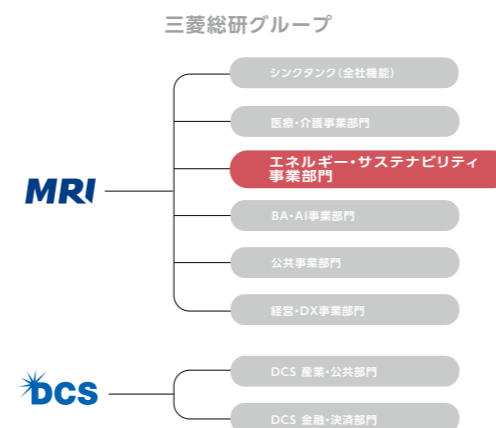 三菱総研グループ
シンクタンク（全社機能）
医療・介護事業部門
エネルギー・サステナビリティ
事業部門
MRI
BA・AI事業部門
公共事業部門
経営・DX事業部門
DCS 産業・公共部門
DCS
DCS 金融・決済部門